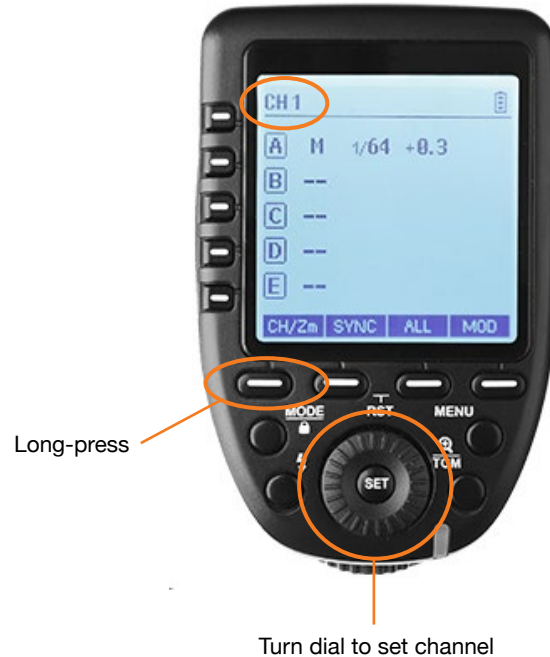 CH 1
A M 1/64 +0.3
B --
C --
D --
E --
CH/Zm SYNC ALL MOD
MODE RST MENU
TCM
SET
Long-press
Turn dial to set channel